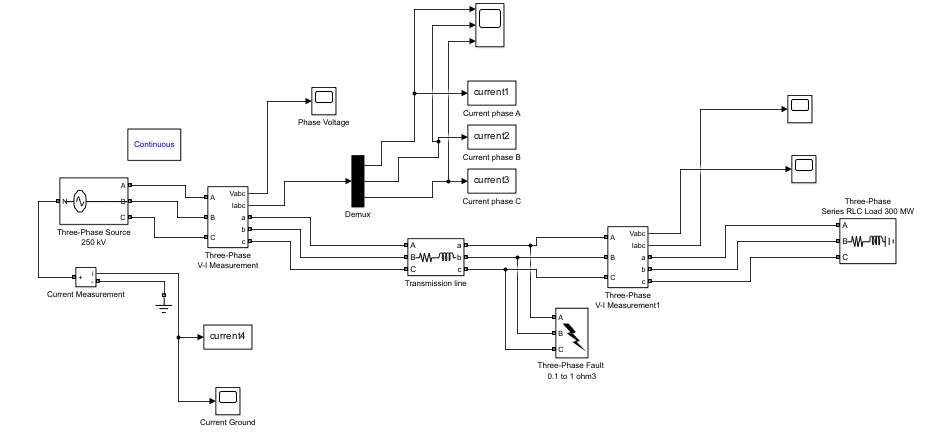 current1
Current phase A
Phase Voltage
current2
Current phase B
Continuous
current3
Current phase C
Demux
N
A
B
C
Three-Phase Source
250 kV
A
B
C
Vabc
Iabc
a
b
c
Three-Phase
V-I Measurement
A
B
C
a
b
c
Transmission line
A
B
C
Vabc
Iabc
a
b
c
Three-Phase
V-I Measurement1
Three-Phase
Series RLC Load 300 MW
A
B
C
+
i
-
Current Measurement
A
B
C
Three-Phase Fault
0.1 to 1 ohm3
current4
Current Ground